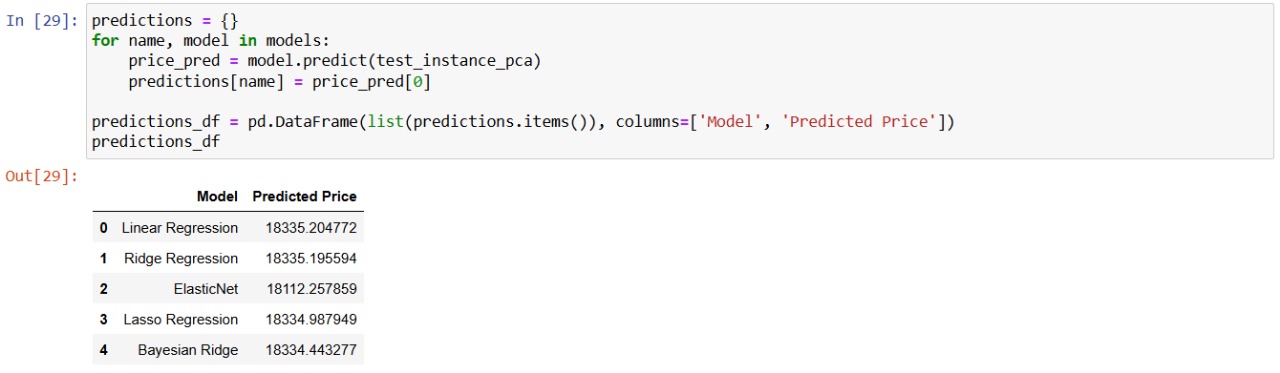 In [29]: predictions = {}
for name, model in models:
    price_pred = model.predict(test_instance_pca)
    predictions[name] = price_pred[0]
predictions_df = pd.DataFrame(list(predictions.items()), columns=['Model', 'Predicted Price'])
predictions_df
Out[29]:
Model Predicted Price
0 Linear Regression 18335.204772
1 Ridge Regression 18335.195594
2 ElasticNet 18112.257859
3 Lasso Regression 18334.987949
4 Bayesian Ridge 18334.443277